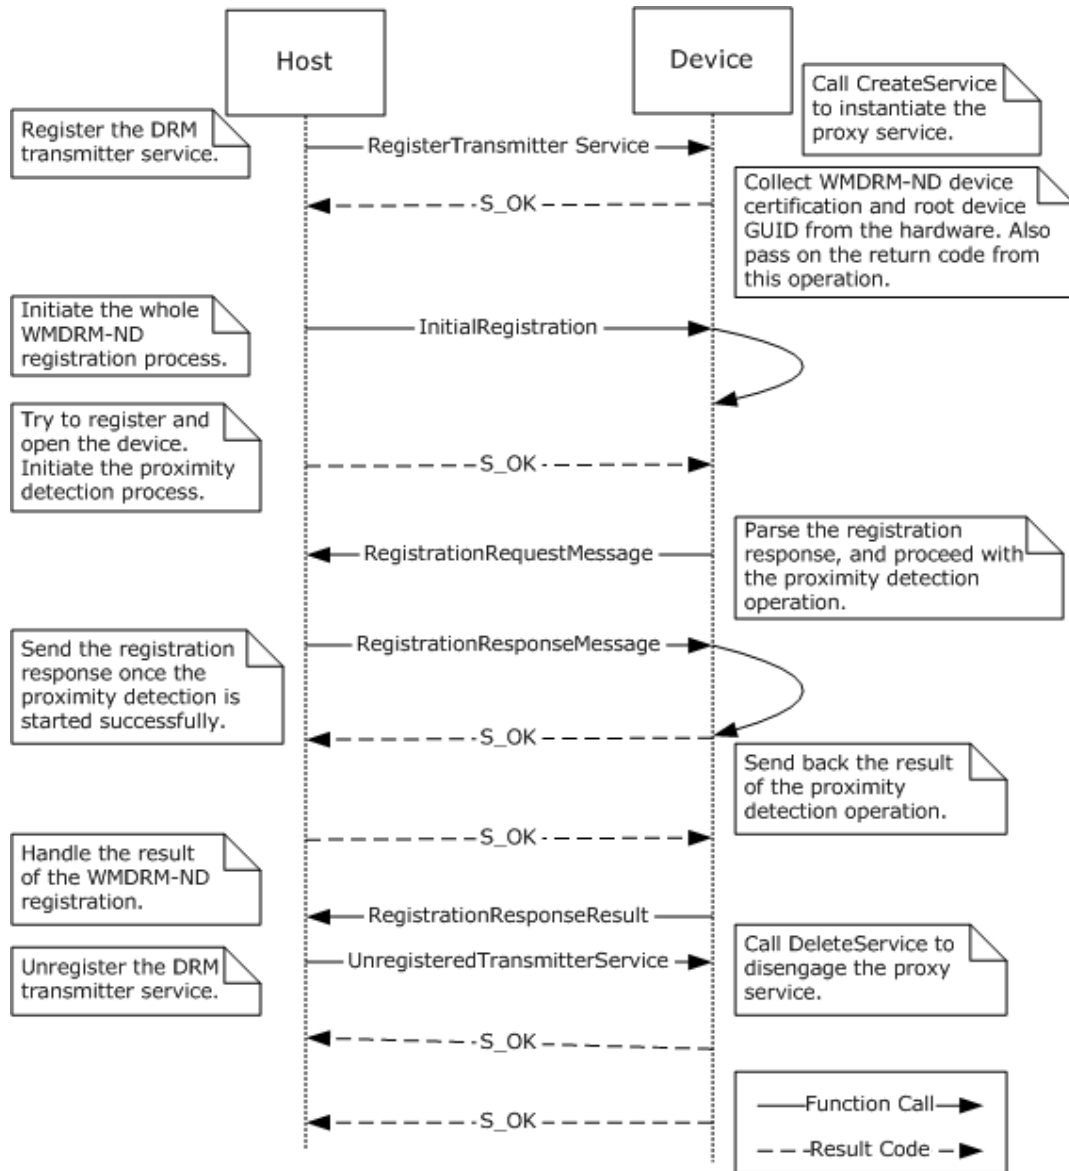 Host
Device
Call CreateService
to instantiate the
proxy service.
Register the DRM
transmitter service.
RegisterTransmitter Service
Collect WMDRM-ND device
certification and root device
GUID from the hardware. Also
pass on the return code from
this operation.
S_OK
Initiate the whole
WMDRM-ND
registration process.
InitialRegistration
Try to register and
open the device.
Initiate the proximity
detection process.
S_OK
RegistrationRequestMessage
Parse the registration
response, and proceed with
the proximity detection
operation.
Send the registration
response once the
proximity detection is
started successfully.
RegistrationResponseMessage
S_OK
Send back the result
of the proximity
detection operation.
S_OK
Handle the result
of the WMDRM-ND
registration.
RegistrationResponseResult
Unregister the DRM
transmitter service.
UnregisteredTransmitterService
Call DeleteService to
disengage the proxy
service.
S_OK
S_OK
Function Call
Result Code